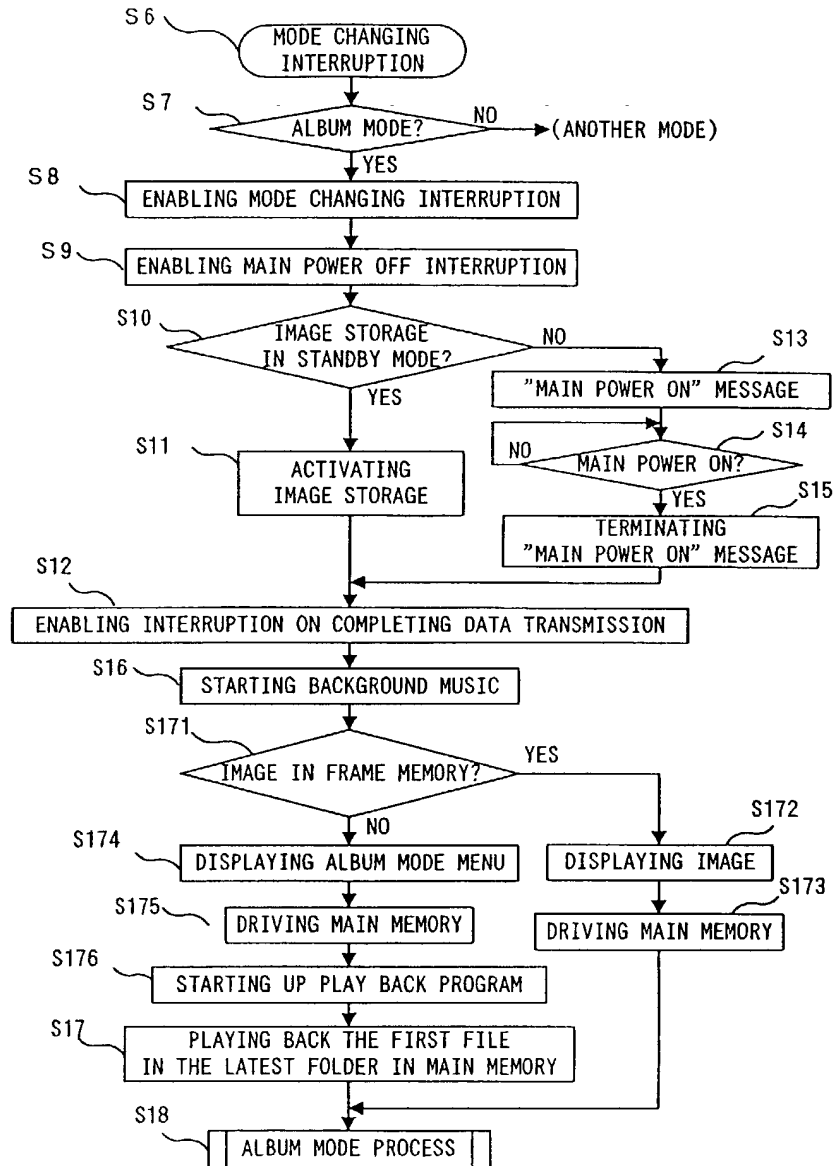 S6
MODE CHANGING
INTERRUPTION
S7
ALBUM MODE?
NO
(ANOTHER MODE)
YES
S8
ENABLING MODE CHANGING INTERRUPTION
S9
ENABLING MAIN POWER OFF INTERRUPTION
S10
IMAGE STORAGE
IN STANDBY MODE?
NO
YES
S13
"MAIN POWER ON" MESSAGE
S14
NO
MAIN POWER ON?
YES
S15
TERMINATING
"MAIN POWER ON" MESSAGE
S11
ACTIVATING
IMAGE STORAGE
S12
ENABLING INTERRUPTION ON COMPLETING DATA TRANSMISSION
S16
STARTING BACKGROUND MUSIC
S171
IMAGE IN FRAME MEMORY?
YES
NO
S172
DISPLAYING IMAGE
S173
DRIVING MAIN MEMORY
S174
DISPLAYING ALBUM MODE MENU
S175
DRIVING MAIN MEMORY
S176
STARTING UP PLAY BACK PROGRAM
S17
PLAYING BACK THE FIRST FILE
IN THE LATEST FOLDER IN MAIN MEMORY
S18
ALBUM MODE PROCESS